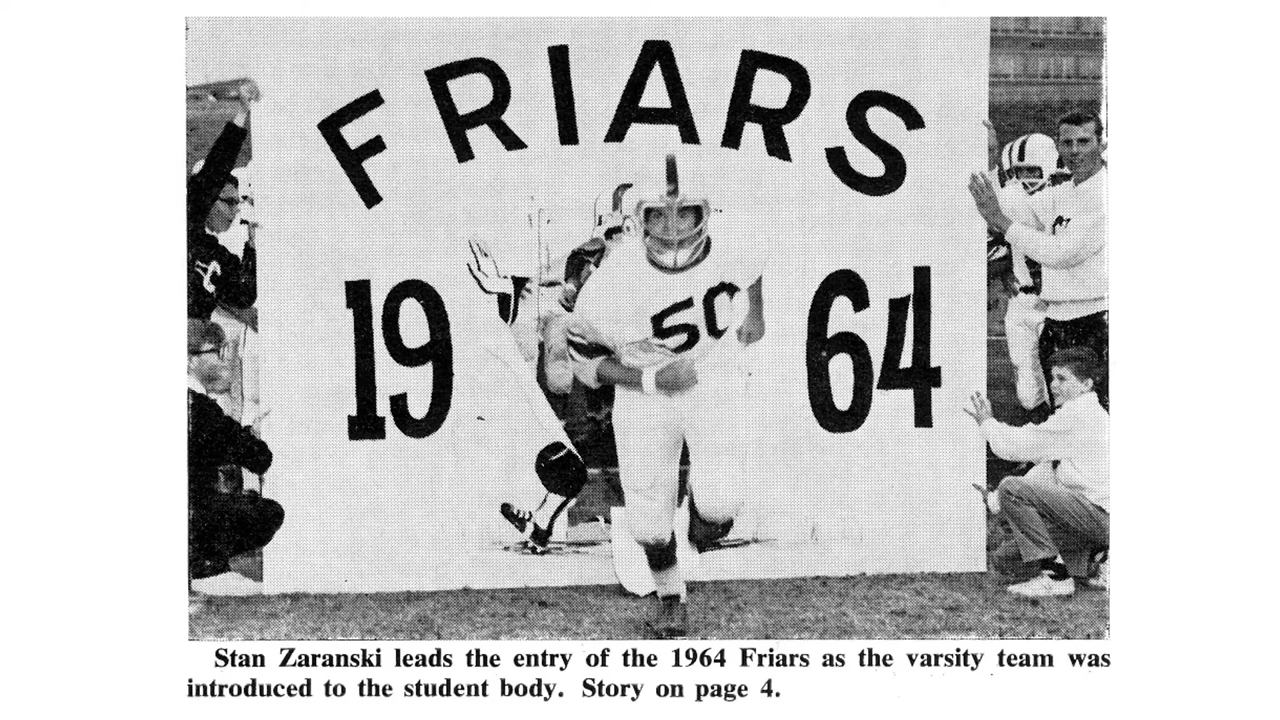 FRIARS
19 64
50
Stan Zaranski leads the entry of the 1964 Friars as the varsity team was
introduced to the student body. Story on page 4.